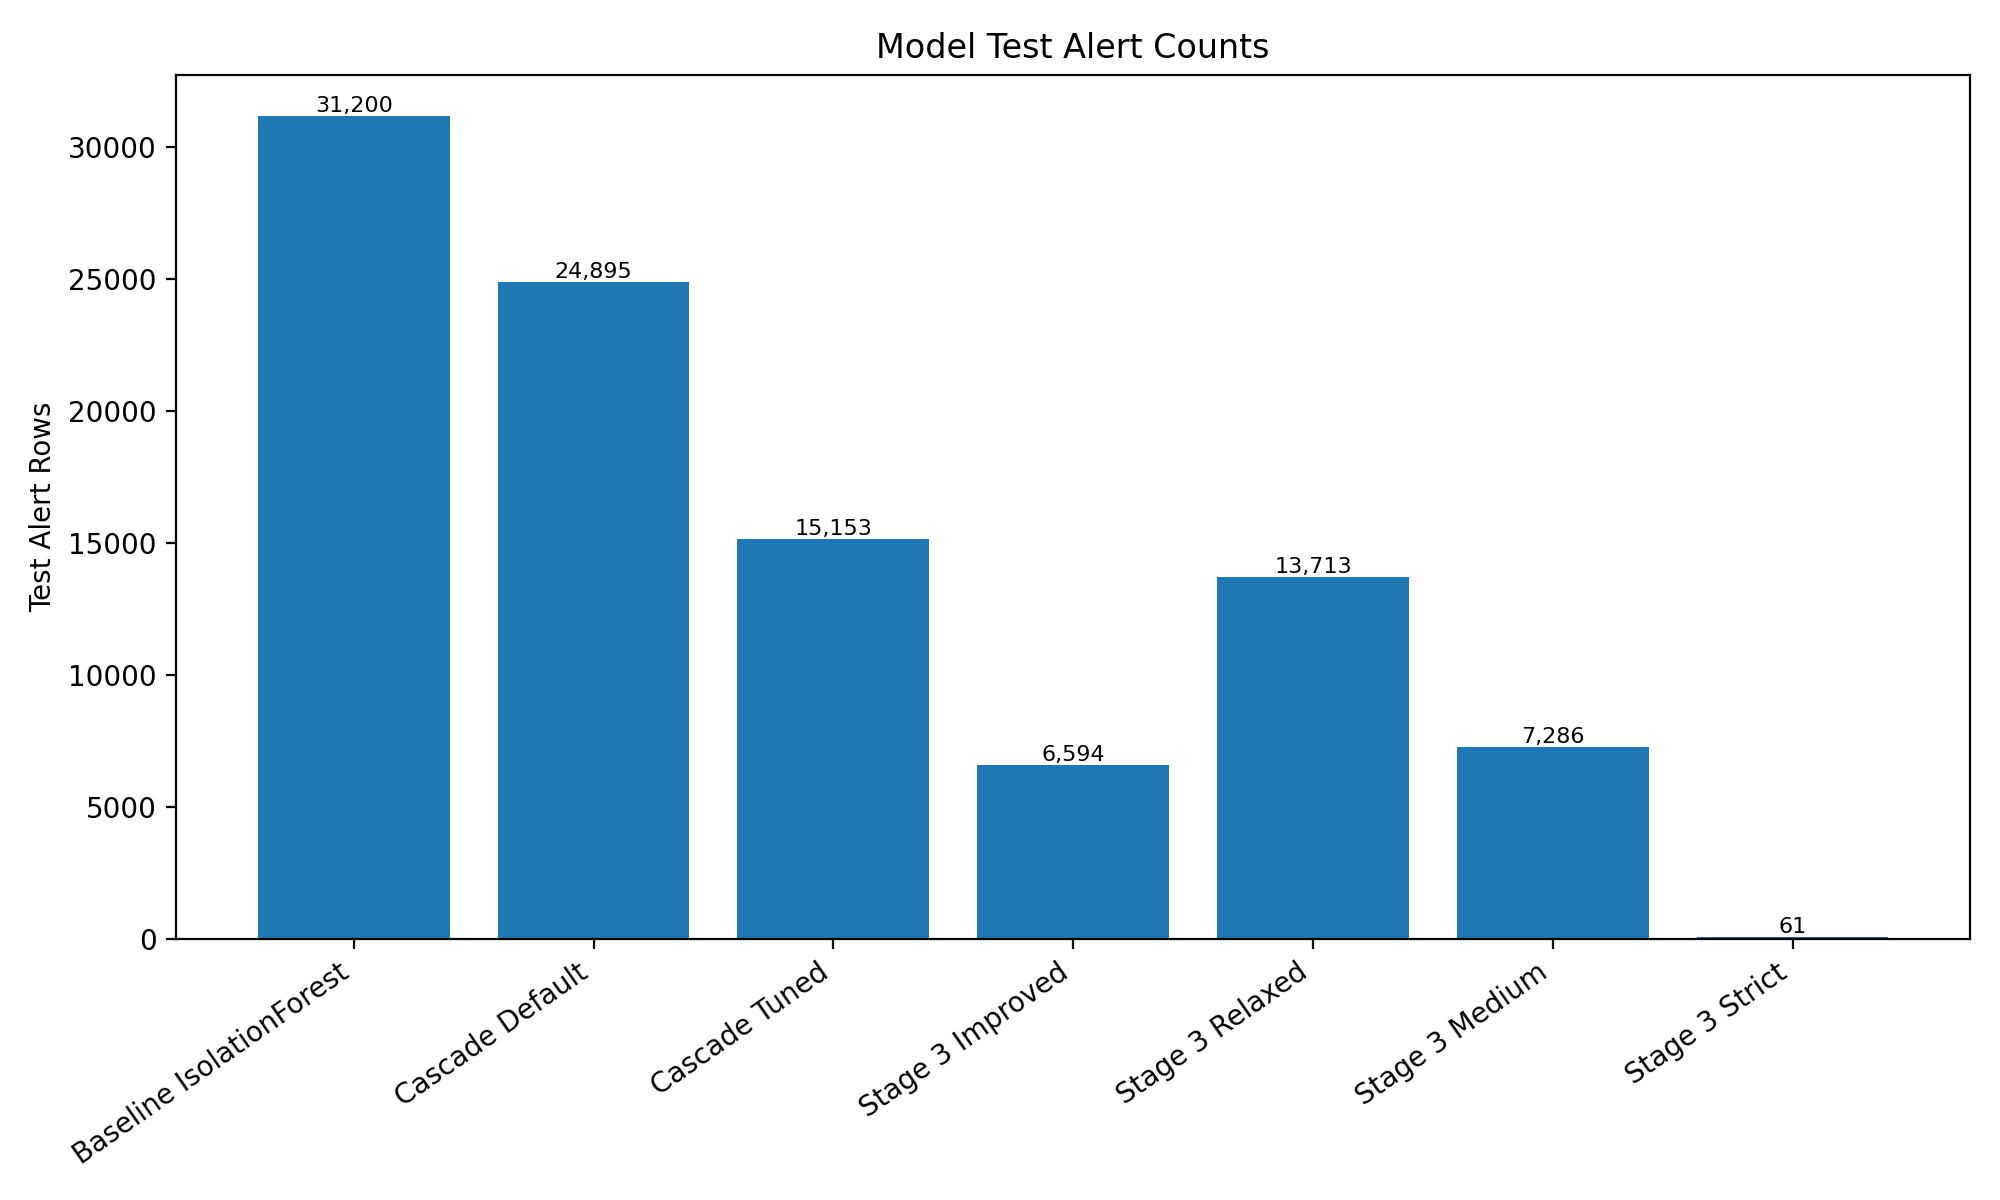 Model Test Alert Counts
Test Alert Rows
30000
25000
20000
15000
10000
5000
0
31,200
24,895
15,153
6,594
13,713
7,286
61
Baseline IsolationForest
Cascade Default
Cascade Tuned
Stage 3 Improved
Stage 3 Relaxed
Stage 3 Medium
Stage 3 Strict